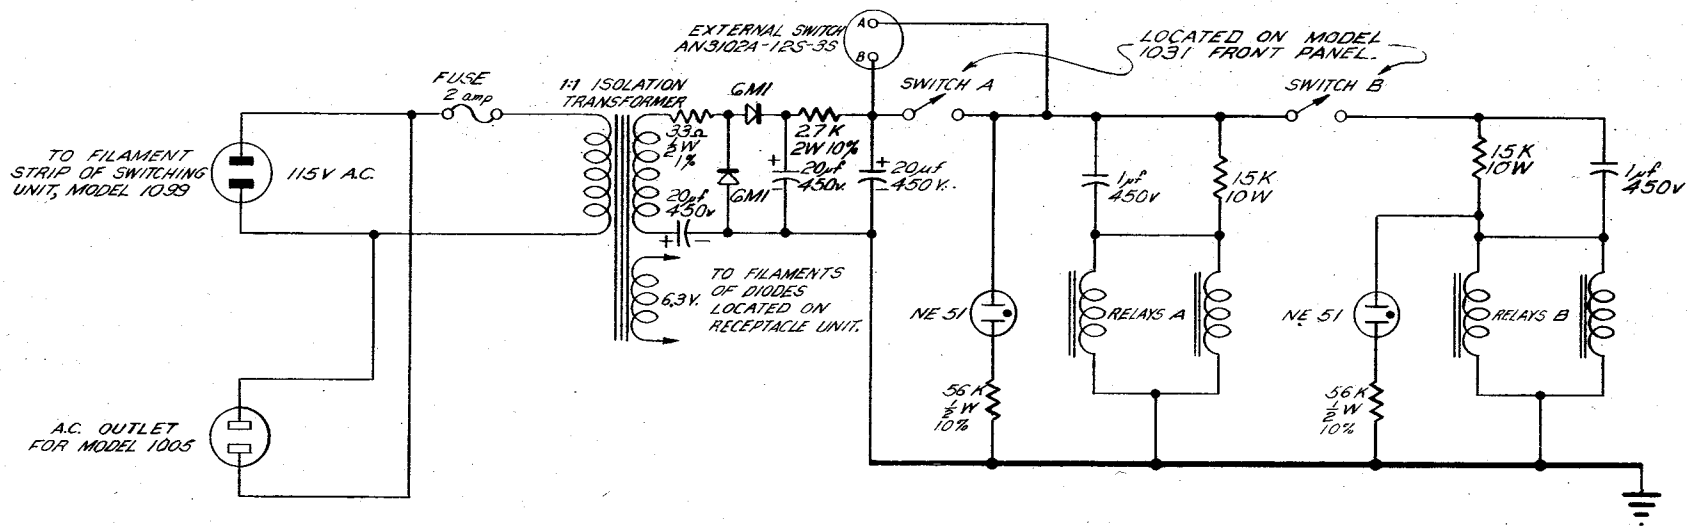 EXTERNAL SWITCH
AN3102A-12S-3S
A
B
LOCATED ON MODEL
1031 FRONT PANEL.
FUSE
2 amp
1:1 ISOLATION
TRANSFORMER
6M1
SWITCH A
SWITCH B
TO FILAMENT
STRIP OF SWITCHING
UNIT, MODEL 1099
115V A.C.
33Ω
½W
1%
2.7K
2W 10%
20µf
450v.
20µf
450V.
6M1
20µf
450v
+
+
+
-
1µf
450V
15K
10W
15K
10W
1µf
450V
6.3V.
TO FILAMENTS
OF DIODES
LOCATED ON
RECEPTACLE UNIT.
NE 51
RELAYS A
NE 51
RELAYS B
56K
½W
10%
56K
½W
10%
A.C. OUTLET
FOR MODEL 1005